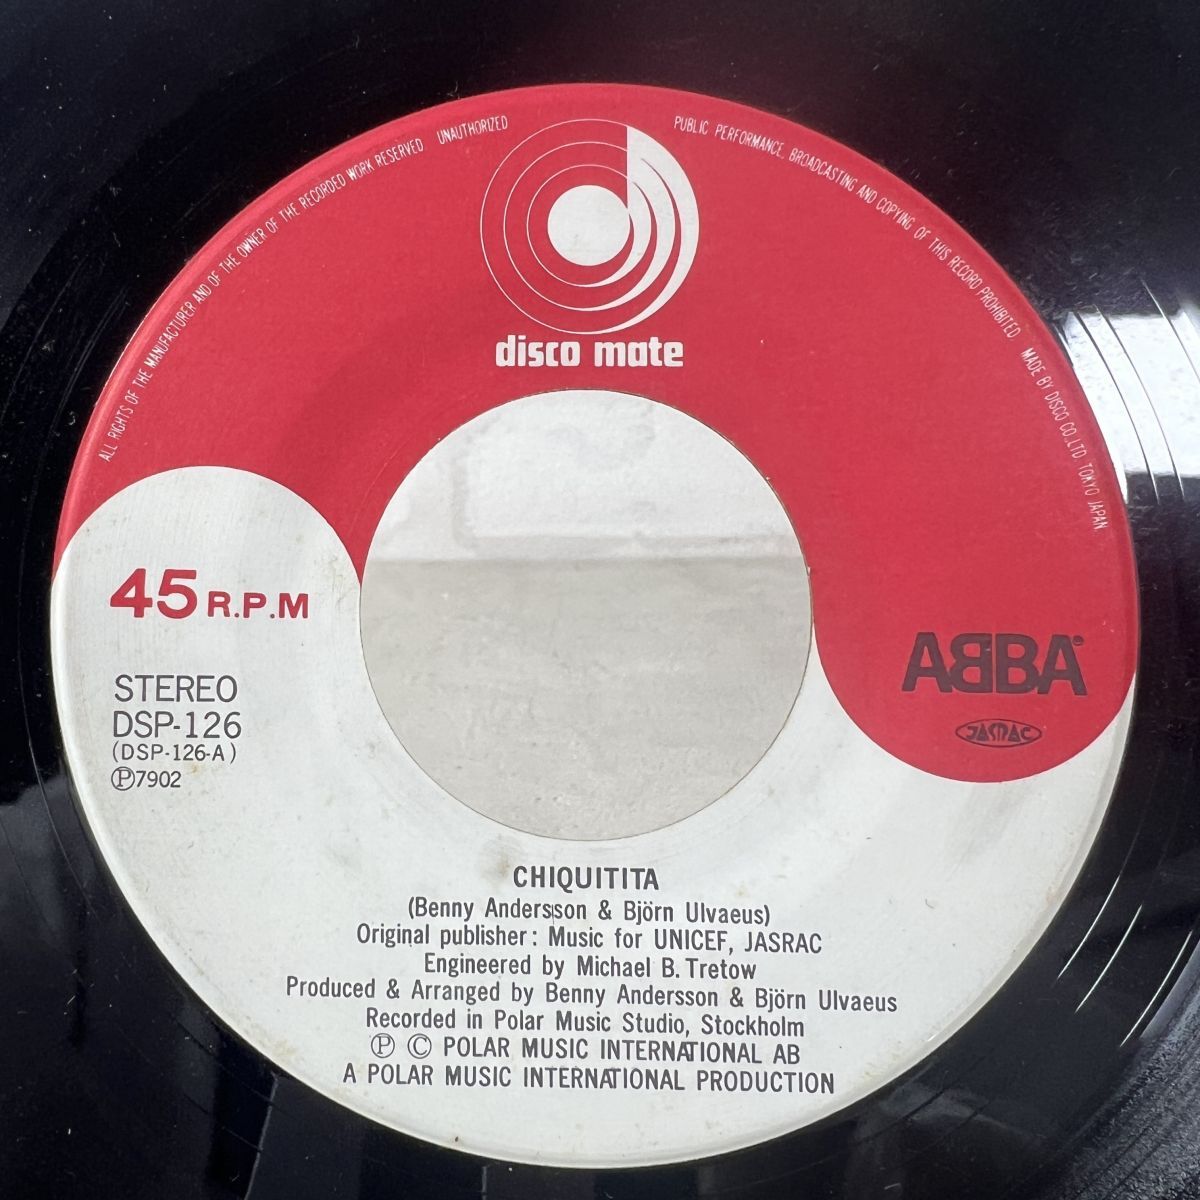 ALL RIGHTS OF THE MANUFACTURER AND OF THE OWNER OF THE RECORDED WORK RESERVED UNAUTHORIZED PUBLIC PERFORMANCE, BROADCASTING AND COPYING OF THIS RECORD PROHIBITED. MADE BY DISCO CO.,LTD. TOKYO JAPAN
disco mate
45 R.P.M
STEREO
DSP-126
(DSP-126-A)
Ⓟ7902
ABBA®
JASRAC
CHIQUITITA
(Benny Andersson & Björn Ulvaeus)
Original publisher: Music for UNICEF, JASRAC
Engineered by Michael B. Tretow
Produced & Arranged by Benny Andersson & Björn Ulvaeus
Recorded in Polar Music Studio, Stockholm
Ⓟ © POLAR MUSIC INTERNATIONAL AB
A POLAR MUSIC INTERNATIONAL PRODUCTION